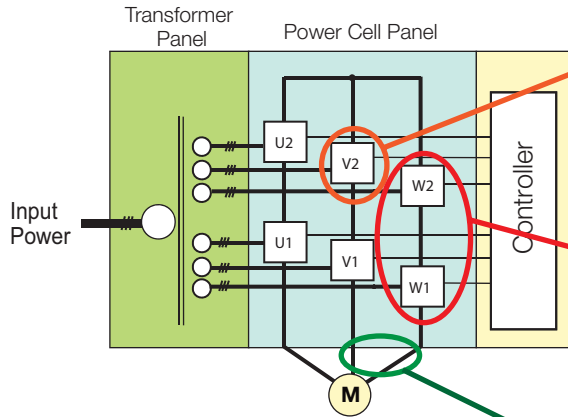 Transformer
Panel
Power Cell Panel
U2
V2
W2
Input
Power
U1
V1
W1
Controller
M